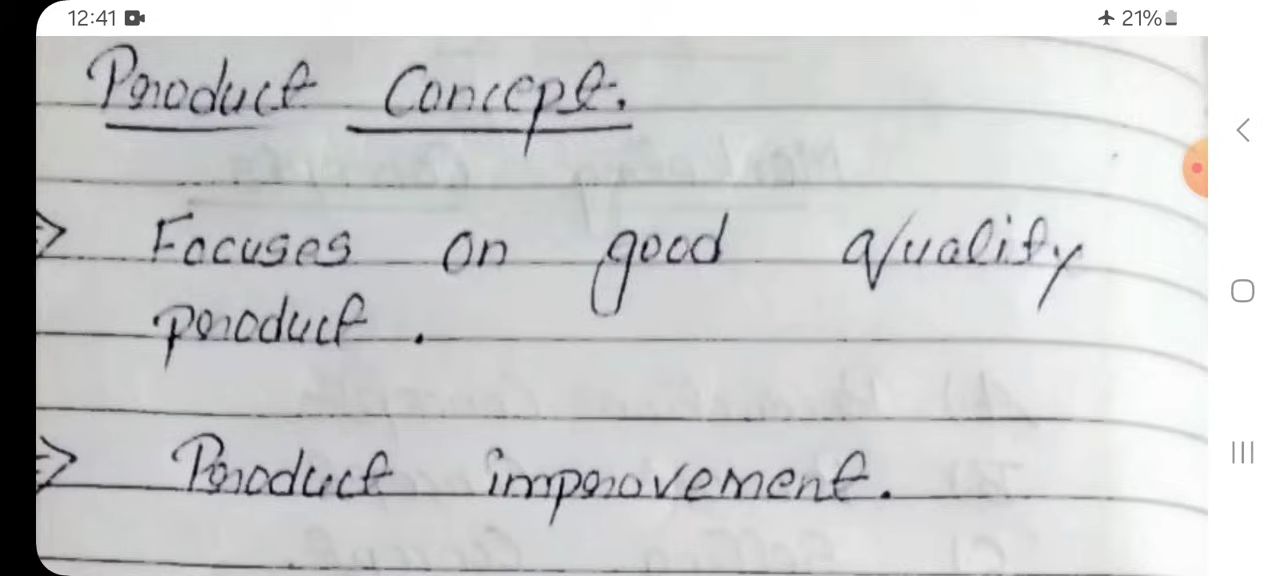 12:41
21%
Product Concept.
⇒ Focuses on good quality
product.
⇒ Product improvement.